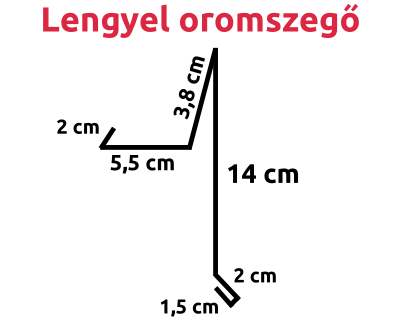 Lengyel oromszegő
3,8 cm
2 cm
5,5 cm
14 cm
2 cm
1,5 cm